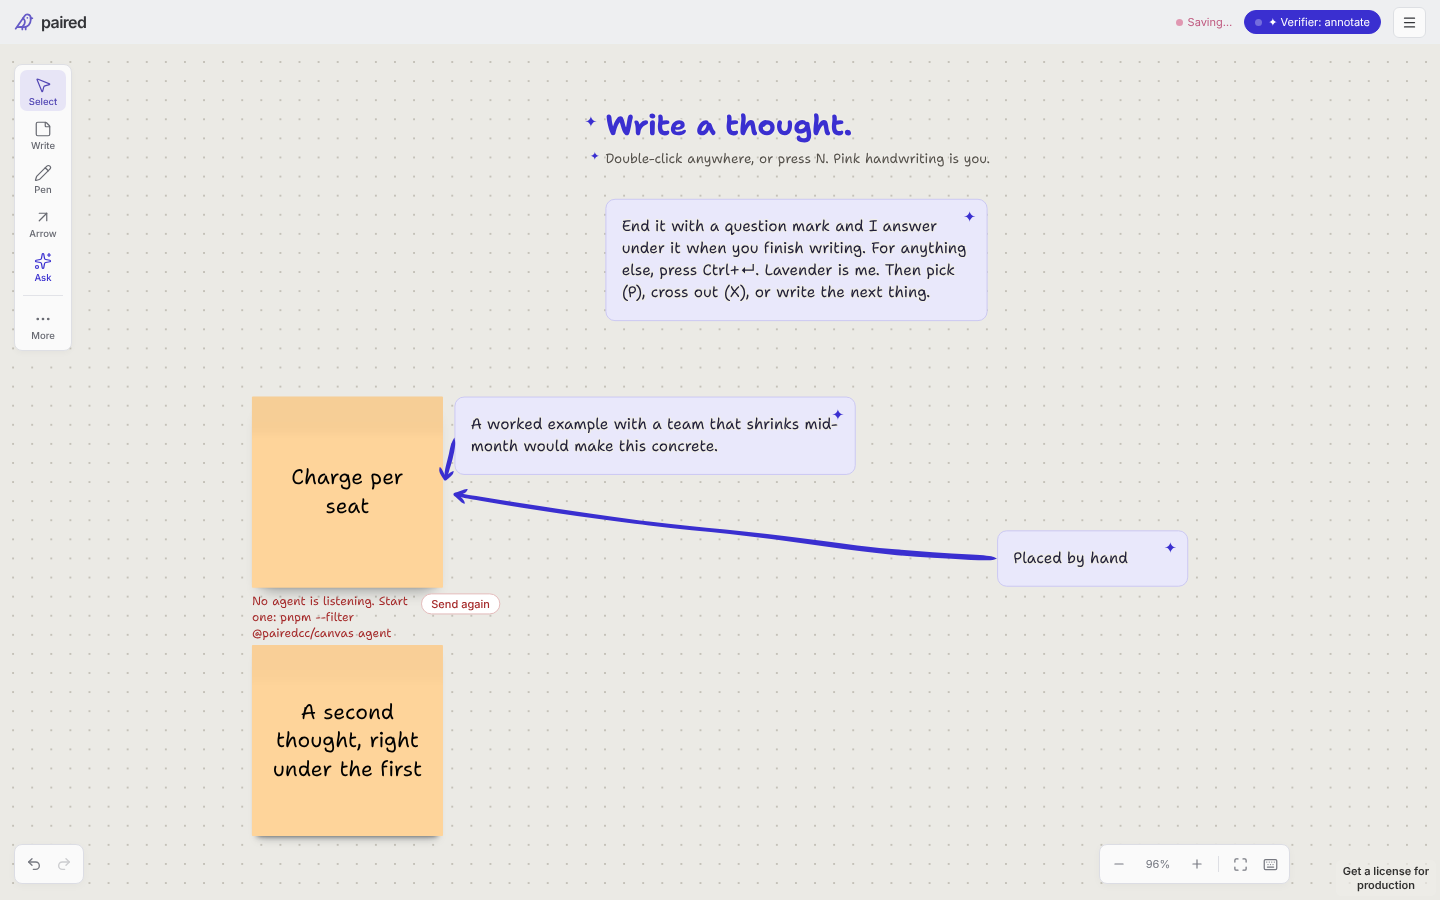 paired
Saving...
✦ Verifier: annotate
Select
Write
Pen
Arrow
Ask
More
✦ Write a thought.
✦ Double-click anywhere, or press N. Pink handwriting is you.
End it with a question mark and I answer
under it when you finish writing. For anything
else, press Ctrl+↵. Lavender is me. Then pick
(P), cross out (X), or write the next thing.
Charge per
seat
A worked example with a team that shrinks mid-
month would make this concrete.
Placed by hand
No agent is listening. Start
one: pnpm --filter
@pairedcc/canvas agent
Send again
A second
thought, right
under the first
96%
Get a license for
production